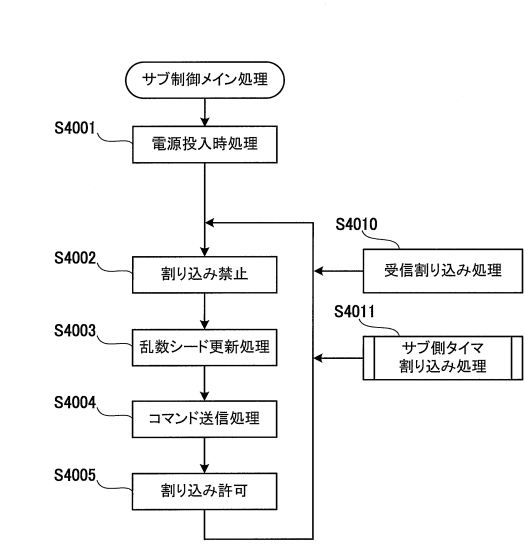 サブ制御メイン処理
S4001
電源投入時処理
S4010
受信割り込み処理
S4002
割り込み禁止
S4011
サブ側タイマ
割り込み処理
S4003
乱数シード更新処理
S4004
コマンド送信処理
S4005
割り込み許可